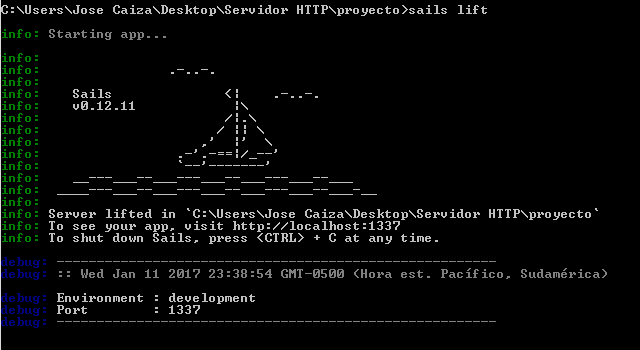 C:\Users\Jose Caiza\Desktop\Servidor HTTP\proyecto>sails lift
info: Starting app...
info:
info:                .-..-.
info:
info:    Sails              <|    .-..-.
info:    v0.12.11            |\
info:                       /|.\
info:                      / || \
info:                    ,'  |'  \
info:                 .-'.-==|/_--'
info:                 `--'-------'
info:    __---___--___---___--___---___--___
info:  ____---___--___---___--___---___--___-__
info:
info: Server lifted in `C:\Users\Jose Caiza\Desktop\Servidor HTTP\proyecto`
info: To see your app, visit http://localhost:1337
info: To shut down Sails, press <CTRL> + C at any time.
debug: -------------------------------------------------------
debug: :: Wed Jan 11 2017 23:38:54 GMT-0500 (Hora est. Pacífico, Sudamérica)
debug: Environment : development
debug: Port        : 1337
debug: -------------------------------------------------------